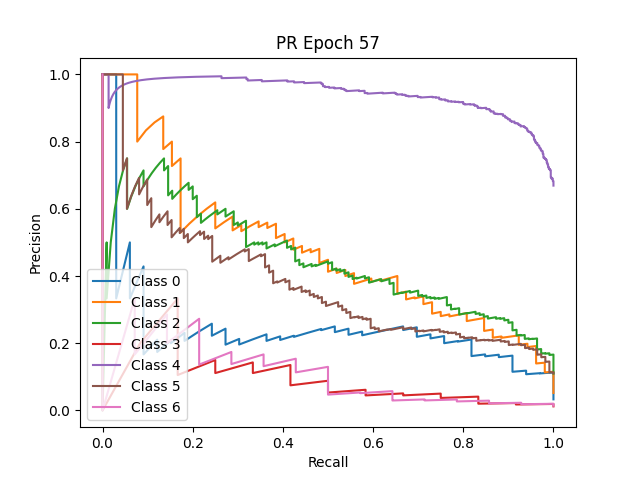 PR Epoch 57
Precision
1.0
0.8
0.6
0.4
0.2
0.0
Class 0
Class 1
Class 2
Class 3
Class 4
Class 5
Class 6
0.0 0.2 0.4 0.6 0.8 1.0
Recall